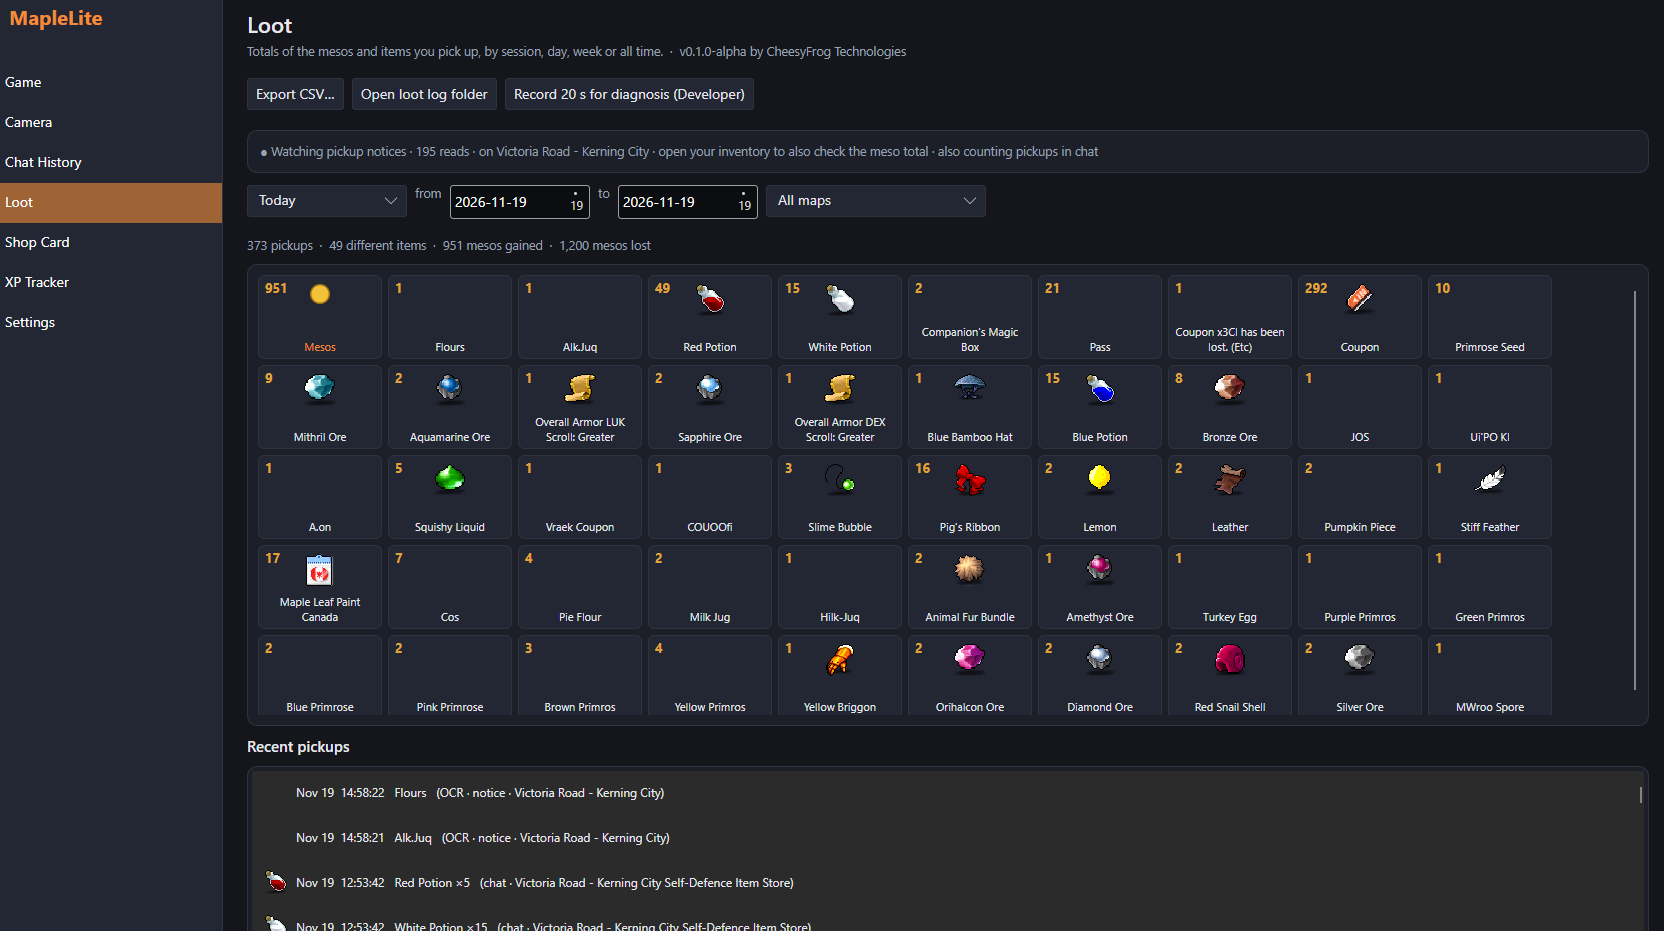 MapleLite
Game
Camera
Chat History
Loot
Shop Card
XP Tracker
Settings
Loot
Totals of the mesos and items you pick up, by session, day, week or all time. · v0.1.0-alpha by CheesyFrog Technologies
Export CSV... Open loot log folder Record 20 s for diagnosis (Developer)
● Watching pickup notices · 195 reads · on Victoria Road - Kerning City · open your inventory to also check the meso total · also counting pickups in chat
Today from 2026-11-19 19 to 2026-11-19 19 All maps
373 pickups · 49 different items · 951 mesos gained · 1,200 mesos lost
951 1 1 49 15 2 21 1 292 10
Companion's Magic Coupon x3Cl has been
Mesos Flours Alk.Juq Red Potion White Potion Box Pass lost. (Etc) Coupon Primrose Seed
9 2 1 2 1 1 15 8 1 1
Overall Armor LUK Overall Armor DEX
Mithril Ore Aquamarine Ore Scroll: Greater Sapphire Ore Scroll: Greater Blue Bamboo Hat Blue Potion Bronze Ore JOS Ui'PO KI
1 5 1 1 3 16 2 2 2 1
A.on Squishy Liquid Vraek Coupon COUOOfi Slime Bubble Pig's Ribbon Lemon Leather Pumpkin Piece Stiff Feather
17 7 4 2 1 2 1 1 1 1
Maple Leaf Paint
Canada Cos Pie Flour Milk Jug Hilk-Juq Animal Fur Bundle Amethyst Ore Turkey Egg Purple Primros Green Primros
2 2 3 4 1 2 2 2 2 1
Blue Primrose Pink Primrose Brown Primros Yellow Primros Yellow Briggon Orihalcon Ore Diamond Ore Red Snail Shell Silver Ore MWroo Spore
Recent pickups
Nov 19 14:58:22 Flours (OCR · notice · Victoria Road - Kerning City)
Nov 19 14:58:21 Alk.Juq (OCR · notice · Victoria Road - Kerning City)
Nov 19 12:53:42 Red Potion ×5 (chat · Victoria Road - Kerning City Self-Defence Item Store)
Nov 19 12:53:42 White Potion ×15 (chat · Victoria Road - Kerning City Self-Defence Item Store)